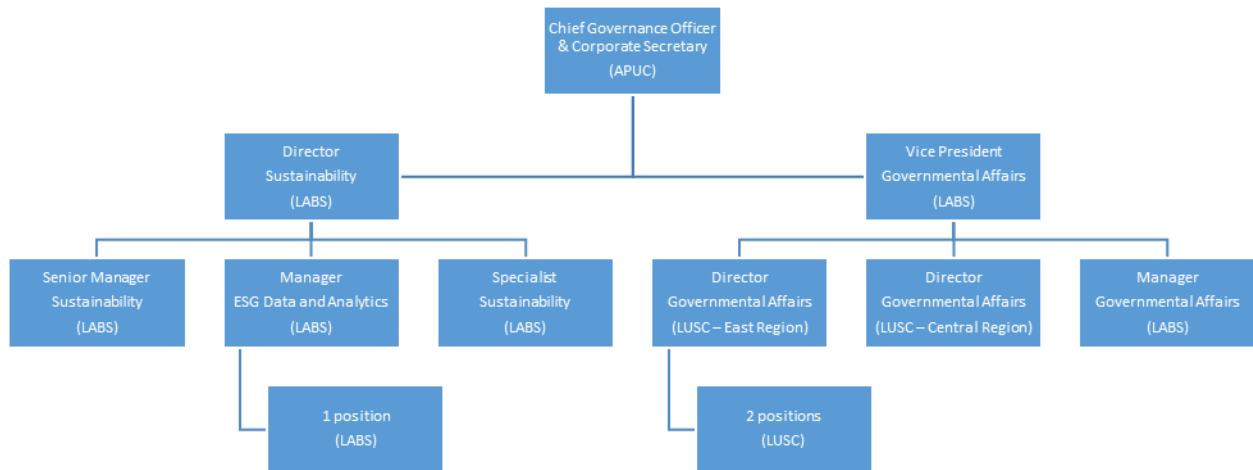 Chief Governance Officer
& Corporate Secretary
(APUC)
Director
Sustainability
(LABS)
Vice President
Governmental Affairs
(LABS)
Senior Manager
Sustainability
(LABS)
Manager
ESG Data and Analytics
(LABS)
Specialist
Sustainability
(LABS)
Director
Governmental Affairs
(LUSC – East Region)
Director
Governmental Affairs
(LUSC – Central Region)
Manager
Governmental Affairs
(LABS)
1 position
(LABS)
2 positions
(LUSC)